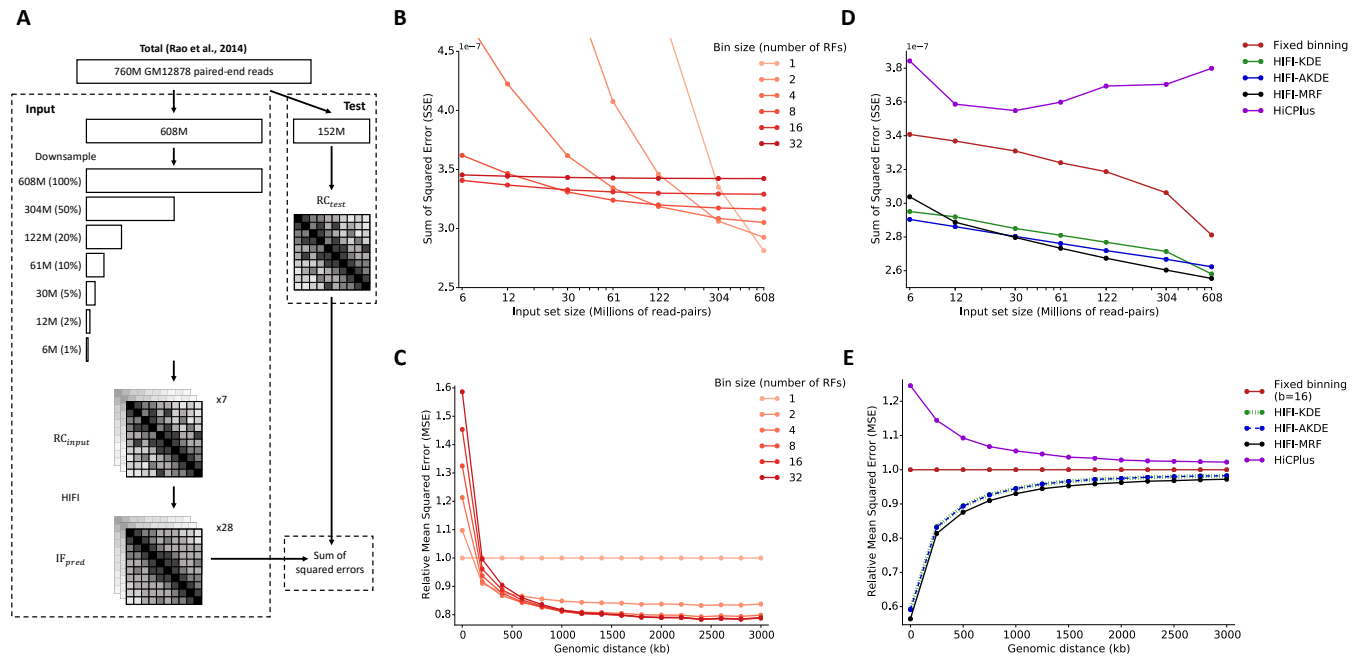 A
Total (Rao et al., 2014)
760M GM12878 paired-end reads
Input
Test
608M
152M
Downsample
608M (100%)
304M (50%)
122M (20%)
61M (10%)
30M (5%)
12M (2%)
6M (1%)
RCtest
x7
RCinput
HIFI
x28
IFpred
Sum of
squared errors
B
1e−7
Bin size (number of RFs)
1
2
4
8
16
32
Sum of Squared Error (SSE)
4.5
4.0
3.5
3.0
2.5
6 12 30 61 122 304 608
Input set size (Millions of read-pairs)
C
Bin size (number of RFs)
1
2
4
8
16
32
Relative Mean Squared Error (MSE)
1.6
1.5
1.4
1.3
1.2
1.1
1.0
0.9
0.8
0 500 1000 1500 2000 2500 3000
Genomic distance (kb)
D
1e−7
Fixed binning
HIFI-KDE
HIFI-AKDE
HIFI-MRF
HiCPlus
Sum of Squared Error (SSE)
3.8
3.6
3.4
3.2
3.0
2.8
2.6
6 12 30 61 122 304 608
Input set size (Millions of read-pairs)
E
Fixed binning
(b=16)
HIFI-KDE
HIFI-AKDE
HIFI-MRF
HiCPlus
Relative Mean Squared Error (MSE)
1.2
1.1
1.0
0.9
0.8
0.7
0.6
0 500 1000 1500 2000 2500 3000
Genomic distance (kb)